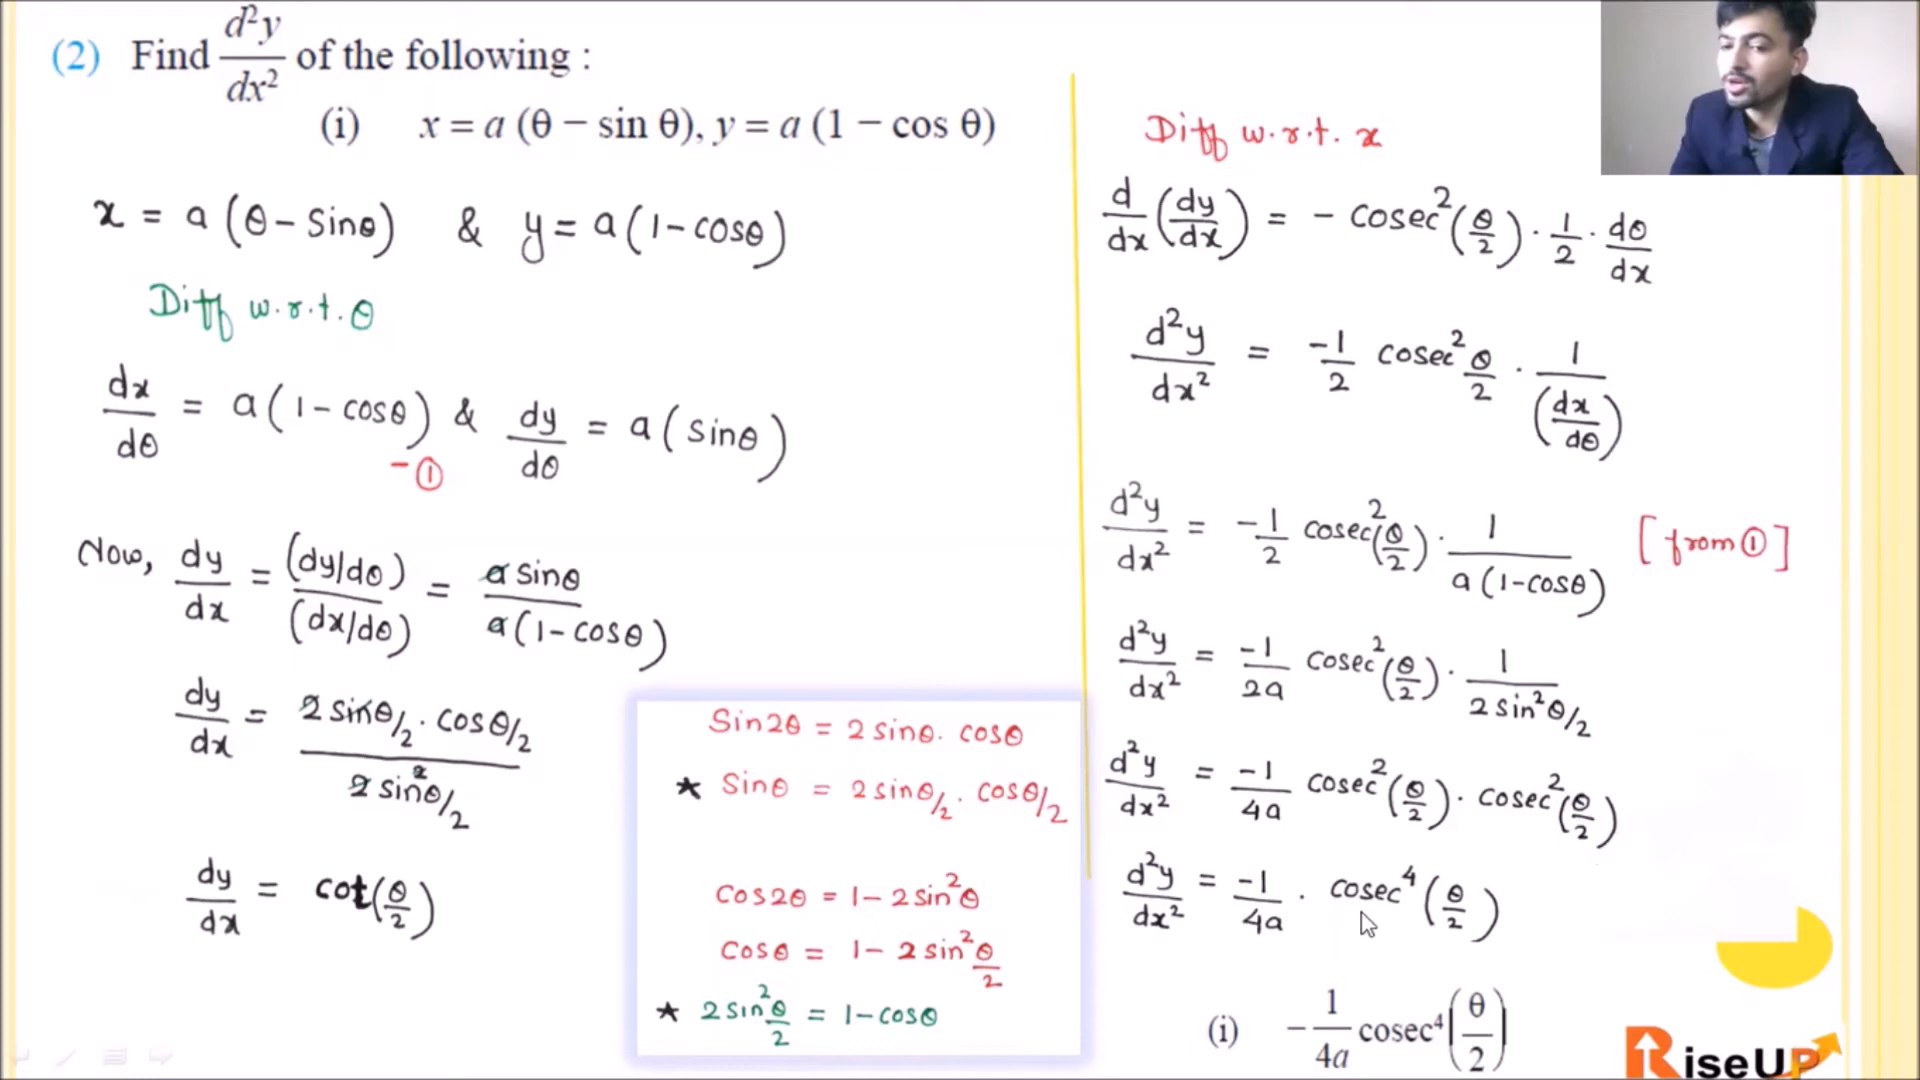 (2) Find d²y/dx² of the following :
(i) x = a (θ − sin θ), y = a (1 − cos θ)
x = a (θ - Sinθ) & y = a (1 - cosθ)
Diff w.r.t. θ
dx/dθ = a (1 - cosθ) & dy/dθ = a (sinθ)
- ①
Now, dy/dx = (dy/dθ)/(dx/dθ) = a sinθ / a (1 - cosθ)
dy/dx = 2 sinθ/2 . cosθ/2 / 2 sin²θ/2
dy/dx = cot(θ/2)
Sin2θ = 2 sinθ. cosθ
★ Sinθ = 2 sinθ/2 . cosθ/2
Cos2θ = 1 - 2 sin²θ
Cosθ = 1 - 2 sin²θ/2
★ 2 sin²θ/2 = 1 - cosθ
Diff w.r.t. x
d/dx (dy/dx) = - cosec²(θ/2) . 1/2 . dθ/dx
d²y/dx² = -1/2 cosec²θ/2 . 1/(dx/dθ)
d²y/dx² = -1/2 cosec²(θ/2) . 1/a(1-cosθ) [from ①]
d²y/dx² = -1/2a cosec²(θ/2) . 1/2 sin²θ/2
d²y/dx² = -1/4a cosec²(θ/2) . cosec²(θ/2)
d²y/dx² = -1/4a . cosec⁴(θ/2)
(i) −1/4a cosec⁴(θ/2)
RiseUP